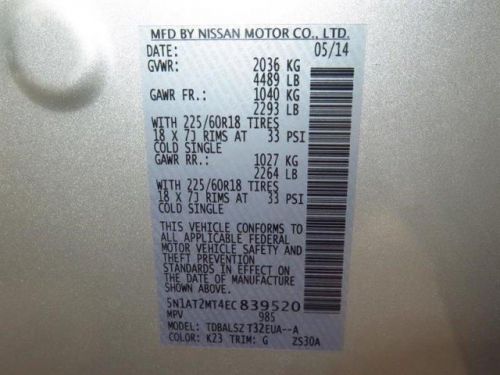 MFD BY NISSAN MOTOR CO., LTD.
DATE: 05/14
GVWR: 2036 KG
4489 LB
GAWR FR: 1040 KG
2293 LB
WITH 225/60R18 TIRES
18 X 7J RIMS AT 33 PSI
COLD SINGLE
GAWR RR: 1027 KG
2264 LB
WITH 225/60R18 TIRES
18 X 7J RIMS AT 33 PSI
COLD SINGLE
THIS VEHICLE CONFORMS TO
ALL APPLICABLE FEDERAL
MOTOR VEHICLE SAFETY AND
THEFT PREVENTION
STANDARDS IN EFFECT ON
THE DATE OF MANUFACTURE
5N1AT2MT4EC839520
MPV 985
MODEL: TDBALSZ T32EUA--A
COLOR: K23 TRIM: G ZS30A